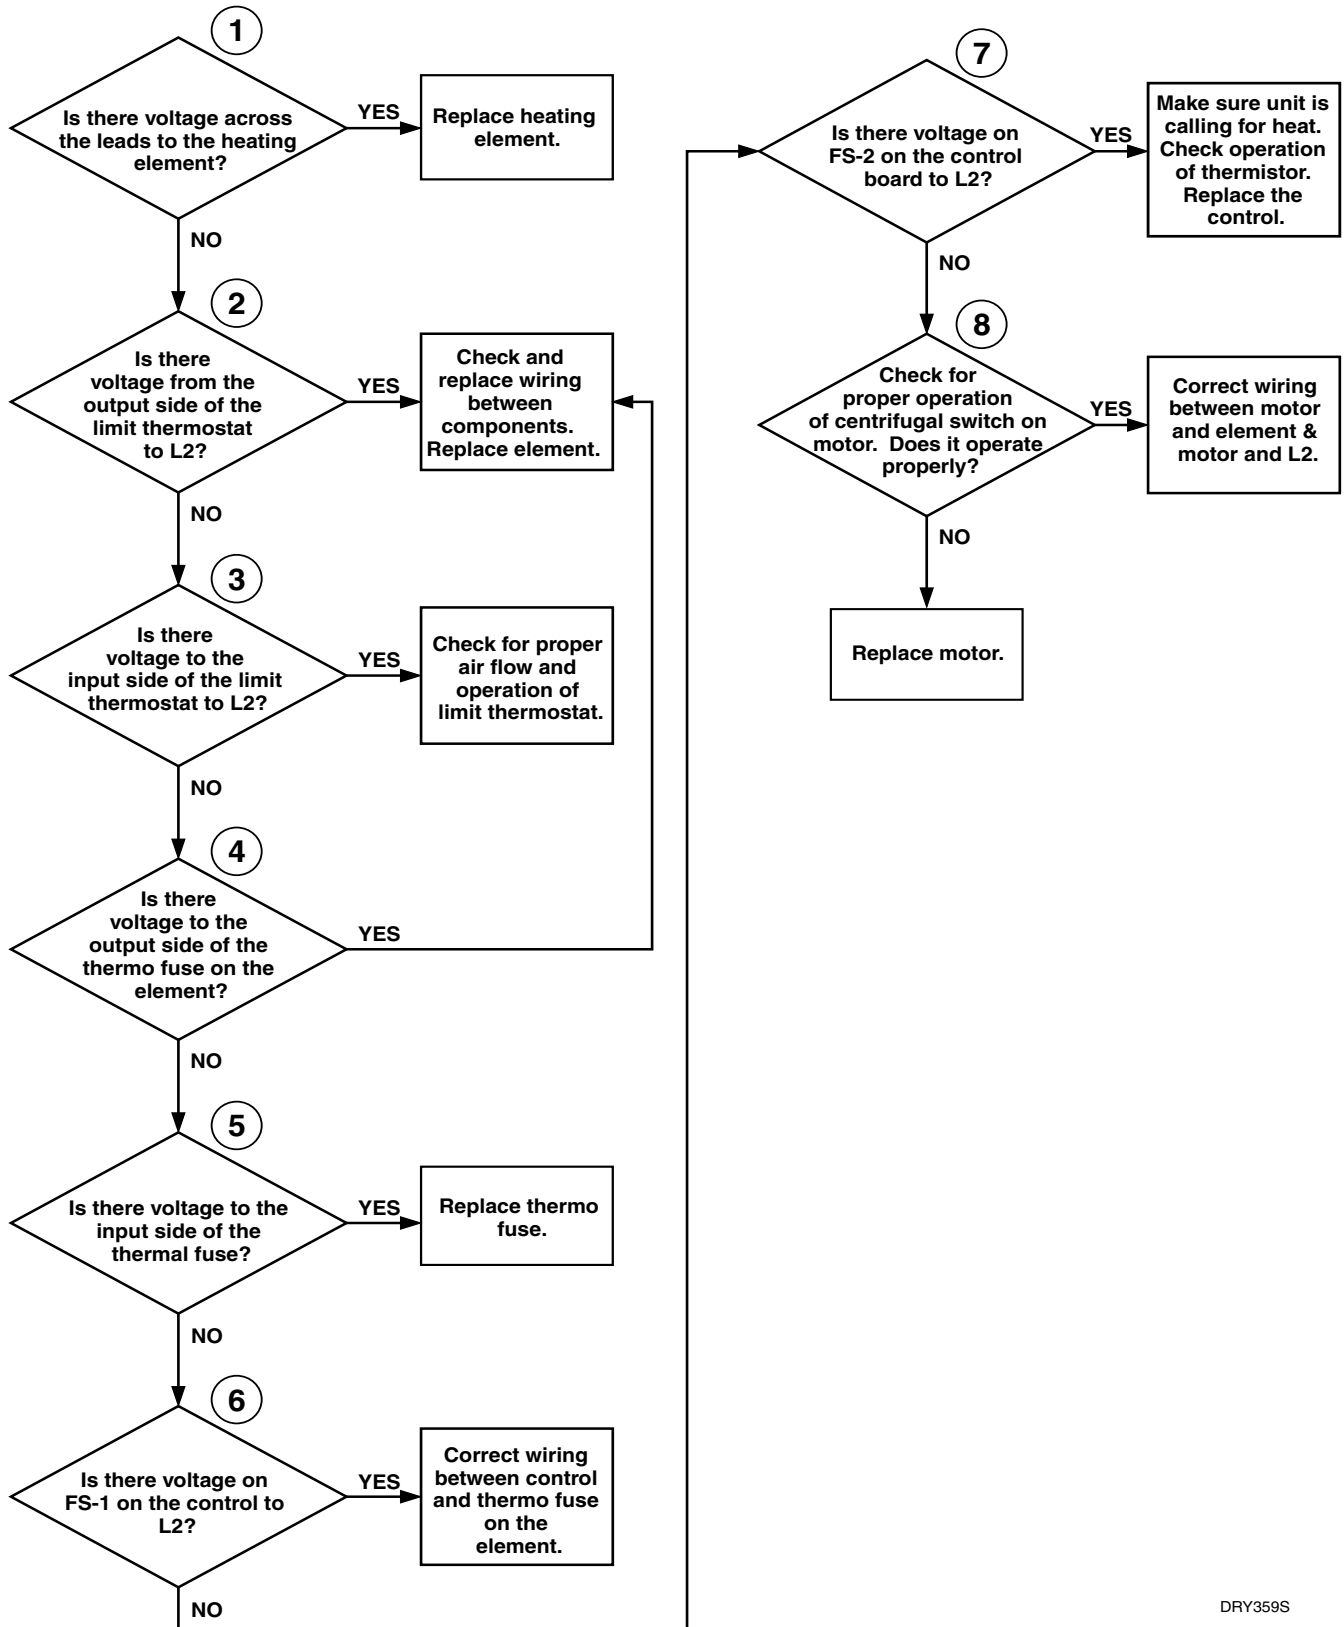 1
Is there voltage across
the leads to the heating
element?
YES
Replace heating
element.
NO
2
Is there
voltage from the
output side of the
limit thermostat
to L2?
YES
Check and
replace wiring
between
components.
Replace element.
NO
3
Is there
voltage to the
input side of the limit
thermostat to L2?
YES
Check for proper
air flow and
operation of
limit thermostat.
NO
4
Is there
voltage to the
output side of the
thermo fuse on the
element?
YES
NO
5
Is there voltage to the
input side of the
thermal fuse?
YES
Replace thermo
fuse.
NO
6
Is there voltage on
FS-1 on the control to
L2?
YES
Correct wiring
between control
and thermo fuse
on the
element.
NO
7
Is there voltage on
FS-2 on the control
board to L2?
YES
Make sure unit is
calling for heat.
Check operation
of thermistor.
Replace the
control.
NO
8
Check for
proper operation
of centrifugal switch on
motor.  Does it operate
properly?
YES
Correct wiring
between motor
and element &
motor and L2.
NO
Replace motor.
DRY359S